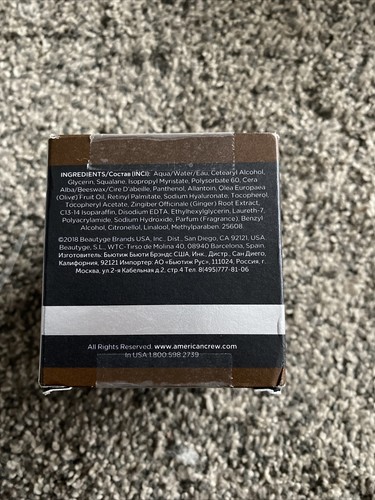 INGREDIENTS/Состав (INCI): Aqua/Water/Eau, Cetearyl Alcohol,
Glycerin, Squalane, Isopropyl Myristate, Polysorbate 60, Cera
Alba/Beeswax/Cire D'abeille, Panthenol, Allantoin, Olea Europaea
(Olive) Fruit Oil, Retinyl Palmitate, Sodium Hyaluronate, Tocopherol,
Tocopheryl Acetate, Zingiber Officinale (Ginger) Root Extract,
C13-14 Isoparaffin, Disodium EDTA, Ethylhexylglycerin, Laureth-7,
Polyacrylamide, Sodium Hydroxide, Parfum (Fragrance), Benzyl
Alcohol, Citronellol, Linalool, Methylparaben. 25608.
©2018 Beautyge Brands USA, Inc., Dist., San Diego, CA 92121, USA.
Beautyge, S.L., WTC-Tirso de Molina 40, 08940 Barcelona, Spain.
Изготовитель: Бьютиж Бьюти Брэндс США, Инк., Дистр., Сан Диего,
Калифорния, 92121 Импортер: АО «Бьютиж Рус», 111024, Россия, г.
Москва, ул 2-я Кабельная д.2, стр.4 Тел. 8(495)777-81-06
All Rights Reserved. www.americancrew.com
In USA 1.800.598.2739